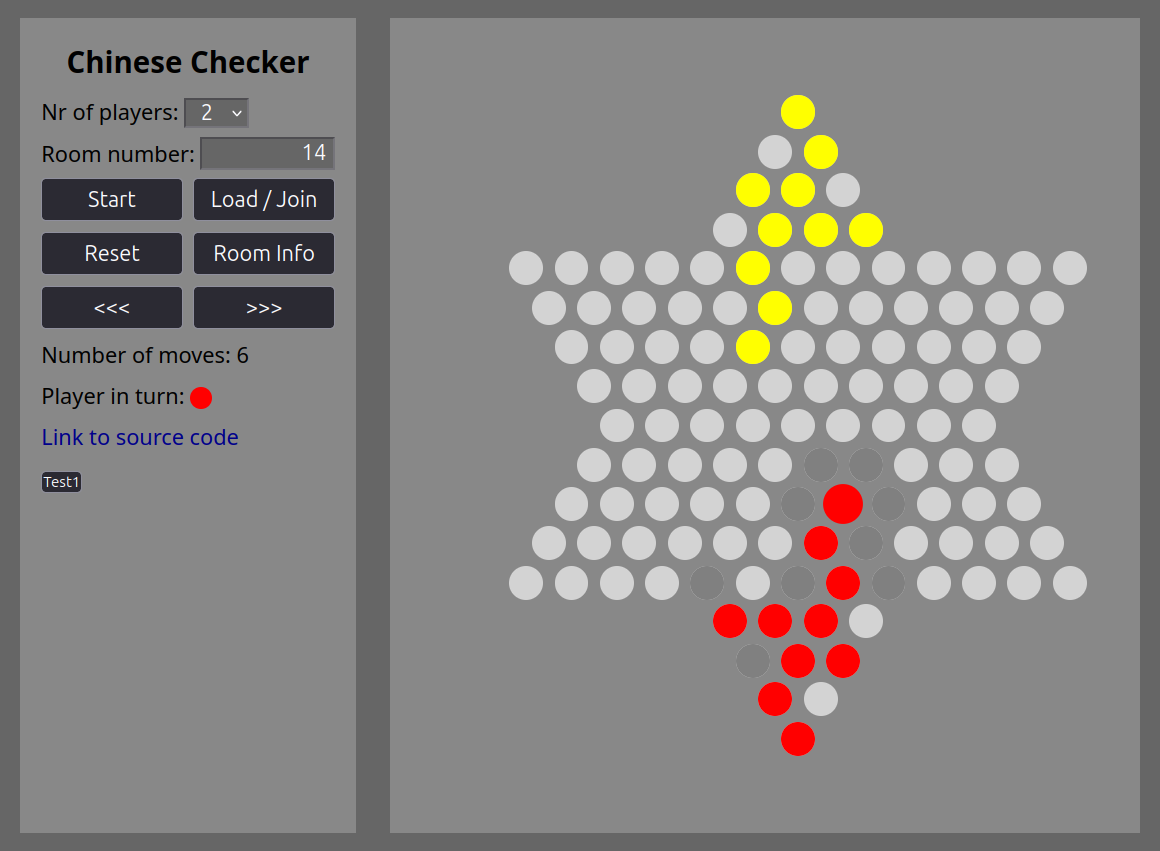 Chinese Checker
Nr of players: 2
Room number: 14
Start Load / Join
Reset Room Info
<<< >>>
Number of moves: 6
Player in turn:
Link to source code
Test1